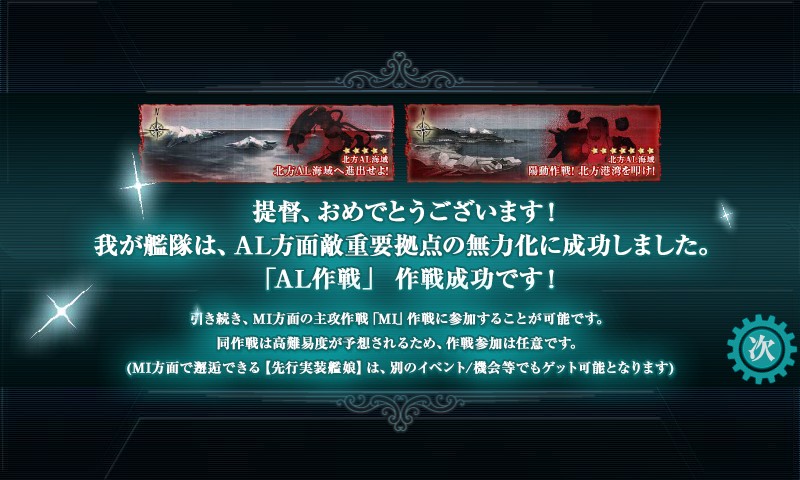 N
北方AL海域
北方AL海域へ進出せよ!
N
北方AL海域
陽動作戦!北方港湾を叩け!
提督、おめでとうございます!
我が艦隊は、AL方面敵重要拠点の無力化に成功しました。
「AL作戦」 作戦成功です!
引き続き、MI方面の主攻作戦「MI」作戦に参加することが可能です。
同作戦は高難易度が予想されるため、作戦参加は任意です。
(MI方面で邂逅できる【先行実装艦娘】は、別のイベント/機会等でもゲット可能となります)
次